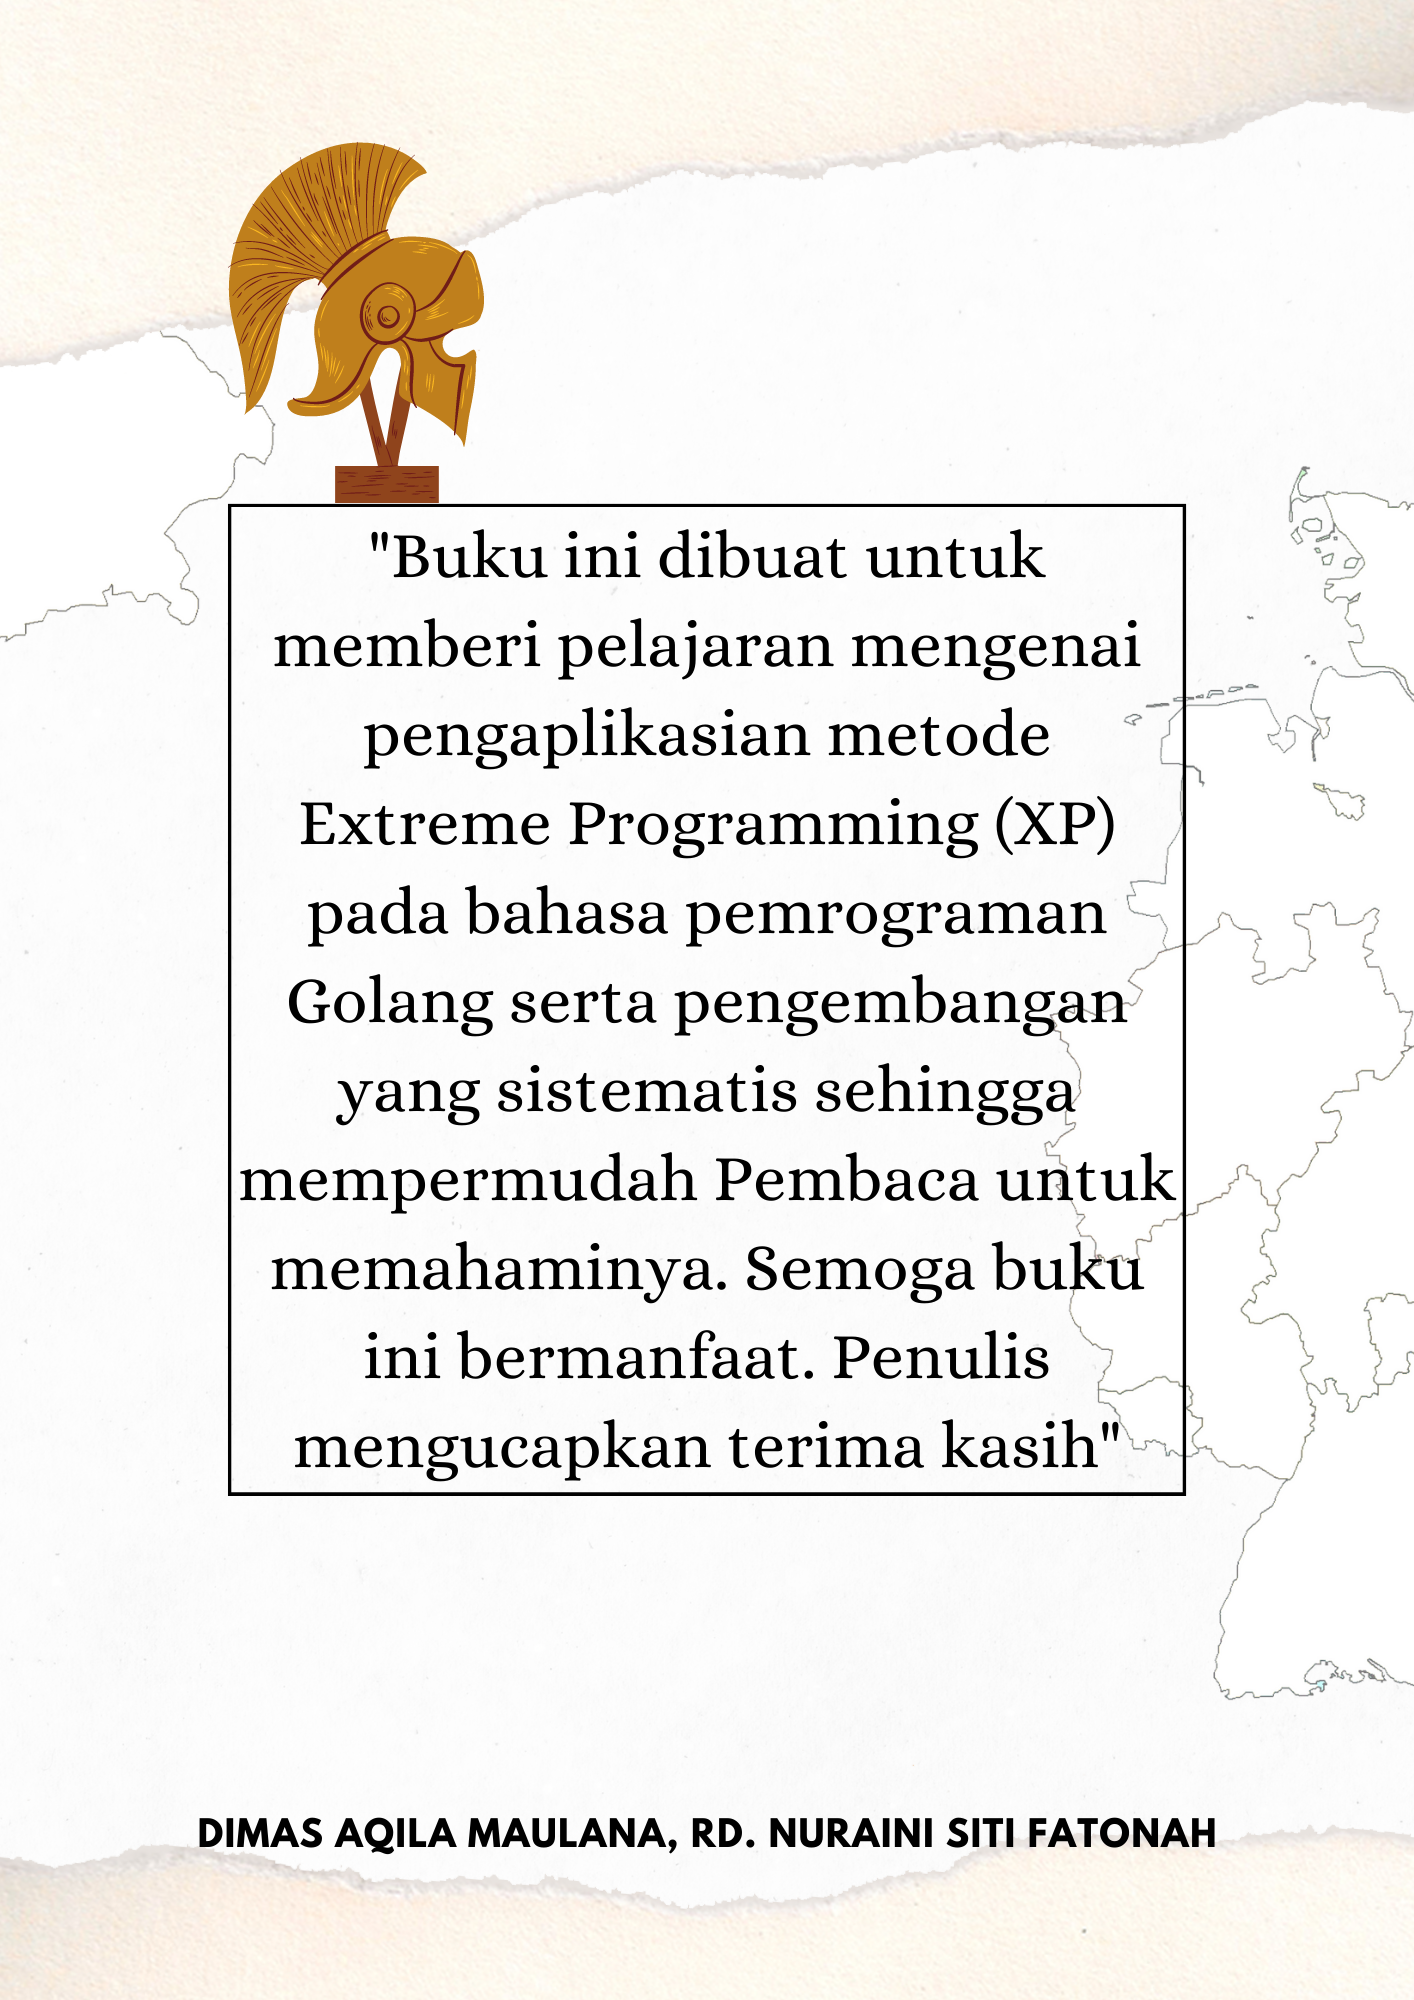 "Buku ini dibuat untuk
memberi pelajaran mengenai
pengaplikasian metode
Extreme Programming (XP)
pada bahasa pemrograman
Golang serta pengembangan
yang sistematis sehingga
mempermudah Pembaca untuk
memahaminya. Semoga buku
ini bermanfaat. Penulis
mengucapkan terima kasih"
DIMAS AQILA MAULANA, RD. NURAINI SITI FATONAH